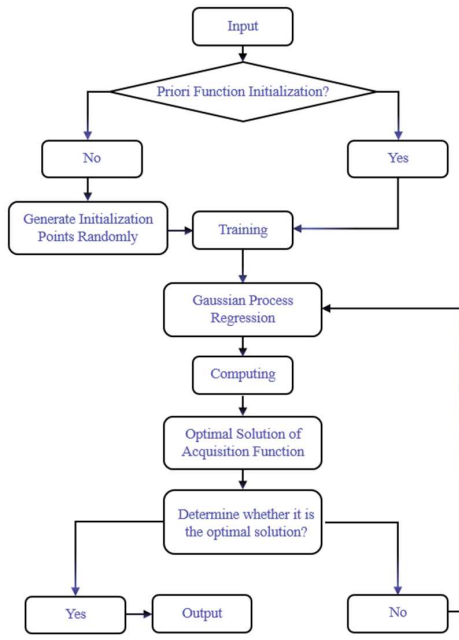 Input
Priori Function Initialization?
No
Yes
Generate Initialization
Points Randomly
Training
Gaussian Process
Regression
Computing
Optimal Solution of
Acquisition Function
Determine whether it is
the optimal solution?
Yes
Output
No